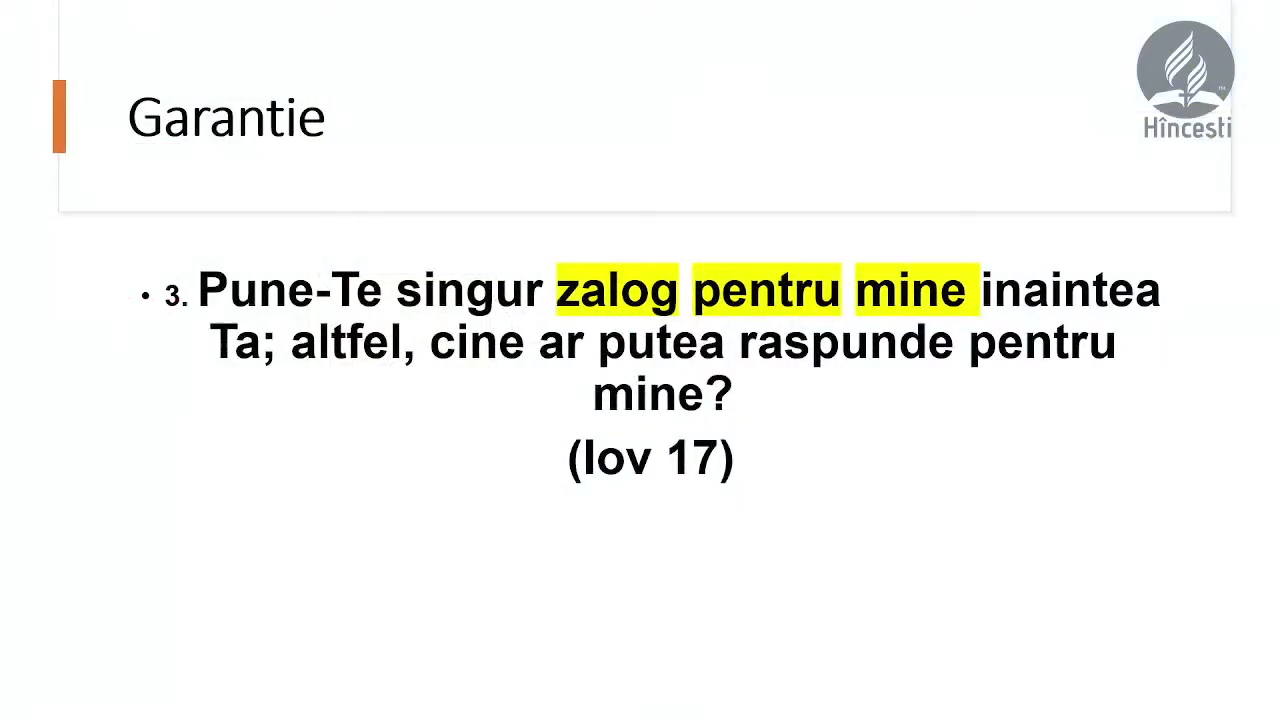 Garantie
Hîncești
• 3. Pune-Te singur zalog pentru mine inaintea
Ta; altfel, cine ar putea raspunde pentru
mine?
(Iov 17)